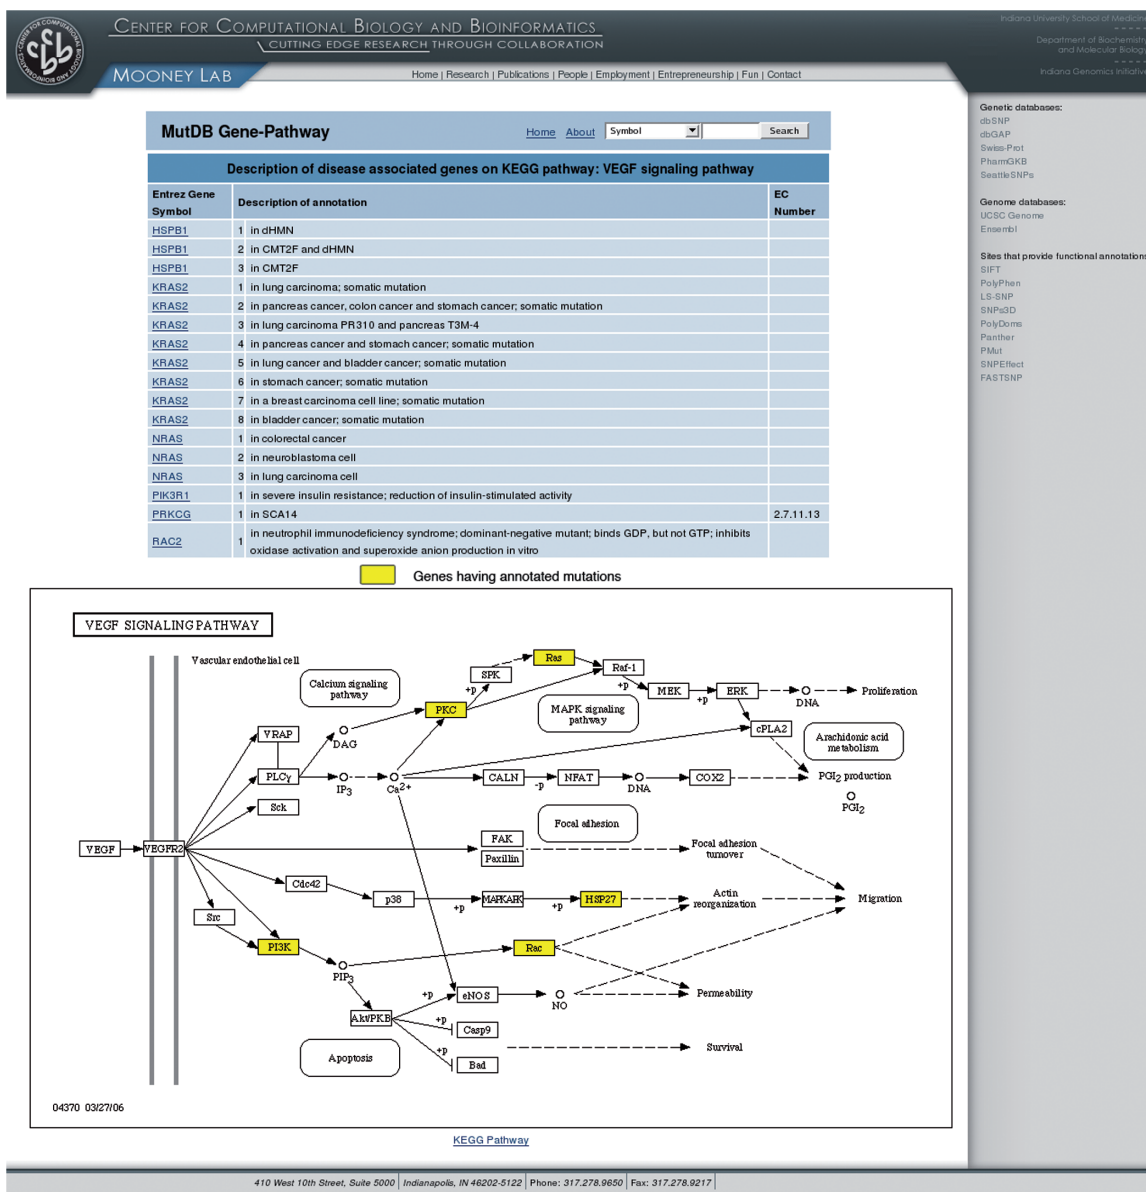 CENTER FOR COMPUTATIONAL BIOLOGY AND BIOINFORMATICS
CUTTING EDGE RESEARCH THROUGH COLLABORATION
MOONEY LAB
Home | Research | Publications | People | Employment | Entrepreneurship | Fun | Contact
Indiana University School of Medicine
Department of Biochemistry
and Molecular Biology
Indiana Genomics Initiative
Genetic databases:
dbSNP
dbGAP
Swiss-Prot
PharmGKB
SeattleSNPs
Genome databases:
UCSC Genome
Ensembl
Sites that provide functional annotations
SIFT
PolyPhen
LS-SNP
SNPs3D
PolyDoms
Panther
PMut
SNPEffect
FASTSNP
MutDB Gene-Pathway Home About Symbol Search
Description of disease associated genes on KEGG pathway: VEGF signaling pathway
Entrez Gene Symbol Description of annotation EC Number
HSPB1 1 in dHMN
HSPB1 2 in CMT2F and dHMN
HSPB1 3 in CMT2F
KRAS2 1 in lung carcinoma; somatic mutation
KRAS2 2 in pancreas cancer, colon cancer and stomach cancer; somatic mutation
KRAS2 3 in lung carcinoma PR310 and pancreas T3M-4
KRAS2 4 in pancreas cancer and stomach cancer; somatic mutation
KRAS2 5 in lung cancer and bladder cancer; somatic mutation
KRAS2 6 in stomach cancer; somatic mutation
KRAS2 7 in a breast carcinoma cell line; somatic mutation
KRAS2 8 in bladder cancer; somatic mutation
NRAS 1 in colorectal cancer
NRAS 2 in neuroblastoma cell
NRAS 3 in lung carcinoma cell
PIK3R1 1 in severe insulin resistance; reduction of insulin-stimulated activity
PRKCG 1 in SCA14 2.7.11.13
RAC2 1 in neutrophil immunodeficiency syndrome; dominant-negative mutant; binds GDP, but not GTP; inhibits
oxidase activation and superoxide anion production in vitro
Genes having annotated mutations
VEGF SIGNALING PATHWAY
Vascular endothelial cell
Calcium signaling
pathway
SPK
Ras
Raf-1
+p
+p
MEK
+p
ERK
DNA
Proliferation
PKC
MAPK signaling
pathway
cPLA2
Arachidonic acid
metabolism
VRAP
DAG
PLCγ
IP3
Ca2+
CALN
-p
NFAT
DNA
COX2
PGI2 production
PGI2
Sck
Focal adhesion
VEGF
VEGFR2
FAK
Paxillin
Focal adhesion
turnover
Cdc42
p38
+p
MAPKAPK
+p
HSP27
Actin
reorganization
Migration
Src
PI3K
PIP3
Rac
+p
eNOS
NO
Permeability
Akt/PKB
+p
Casp9
+p
Bad
Survival
Apoptosis
04370 03/27/06
KEGG Pathway
410 West 10th Street, Suite 5000 | Indianapolis, IN 46202-5122 | Phone: 317.278.9650 | Fax: 317.278.9217 |